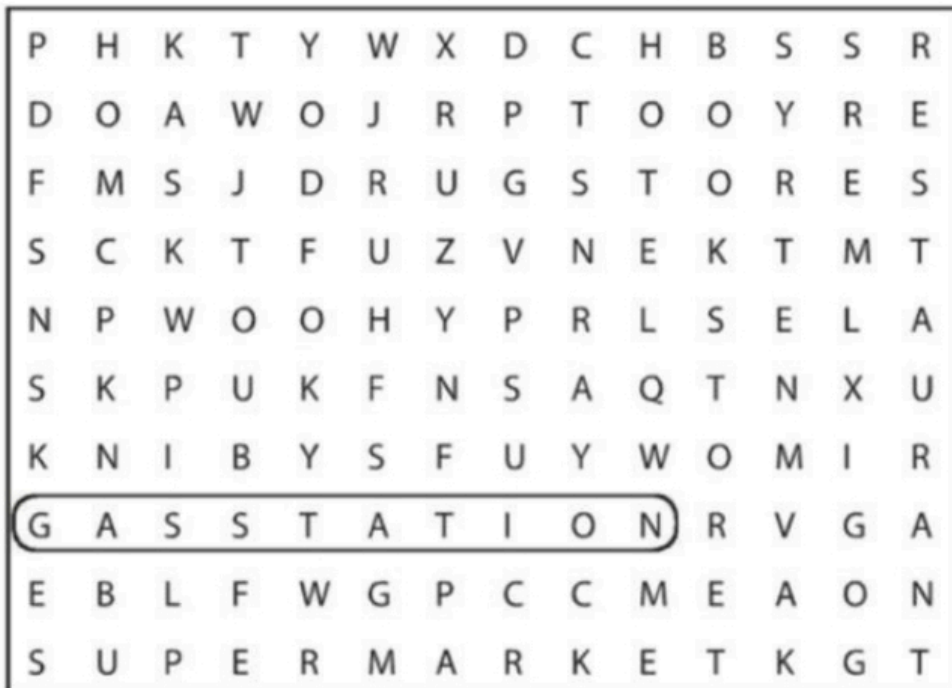 P H K T Y W X D C H B S S R
D O A W O J R P T O O Y R E
F M S J D R U G S T O R E S
S C K T F U Z V N E K T M T
N P W O O H Y P R L S E L A
S K P U K F N S A Q T N X U
K N I B Y S F U Y W O M I R
G A S S T A T I O N R V G A
E B L F W G P C C M E A O N
S U P E R M A R K E T K G T